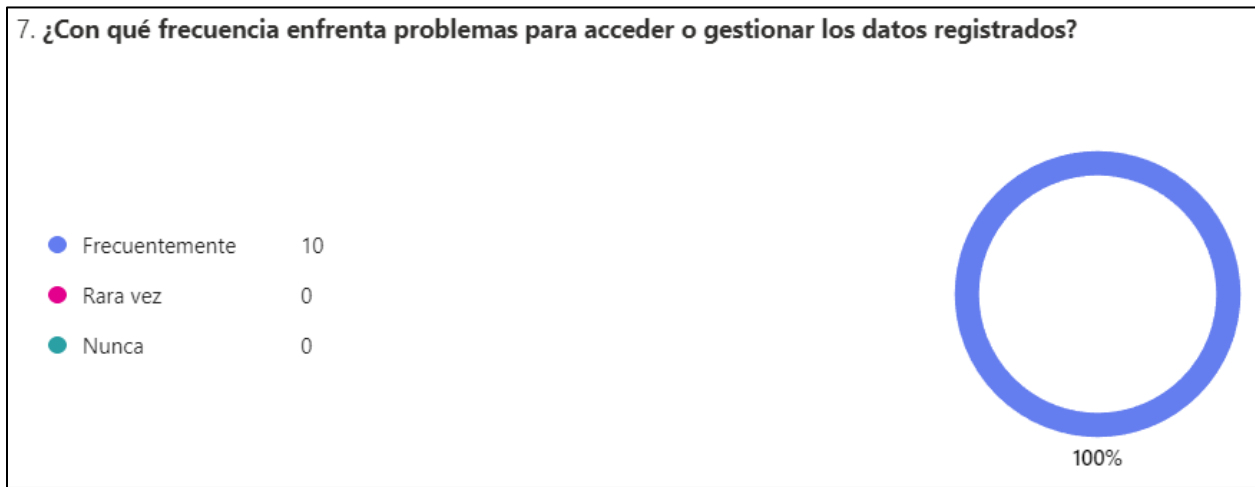 7. ¿Con qué frecuencia enfrenta problemas para acceder o gestionar los datos registrados?
Frecuentemente 10
Rara vez 0
Nunca 0
100%